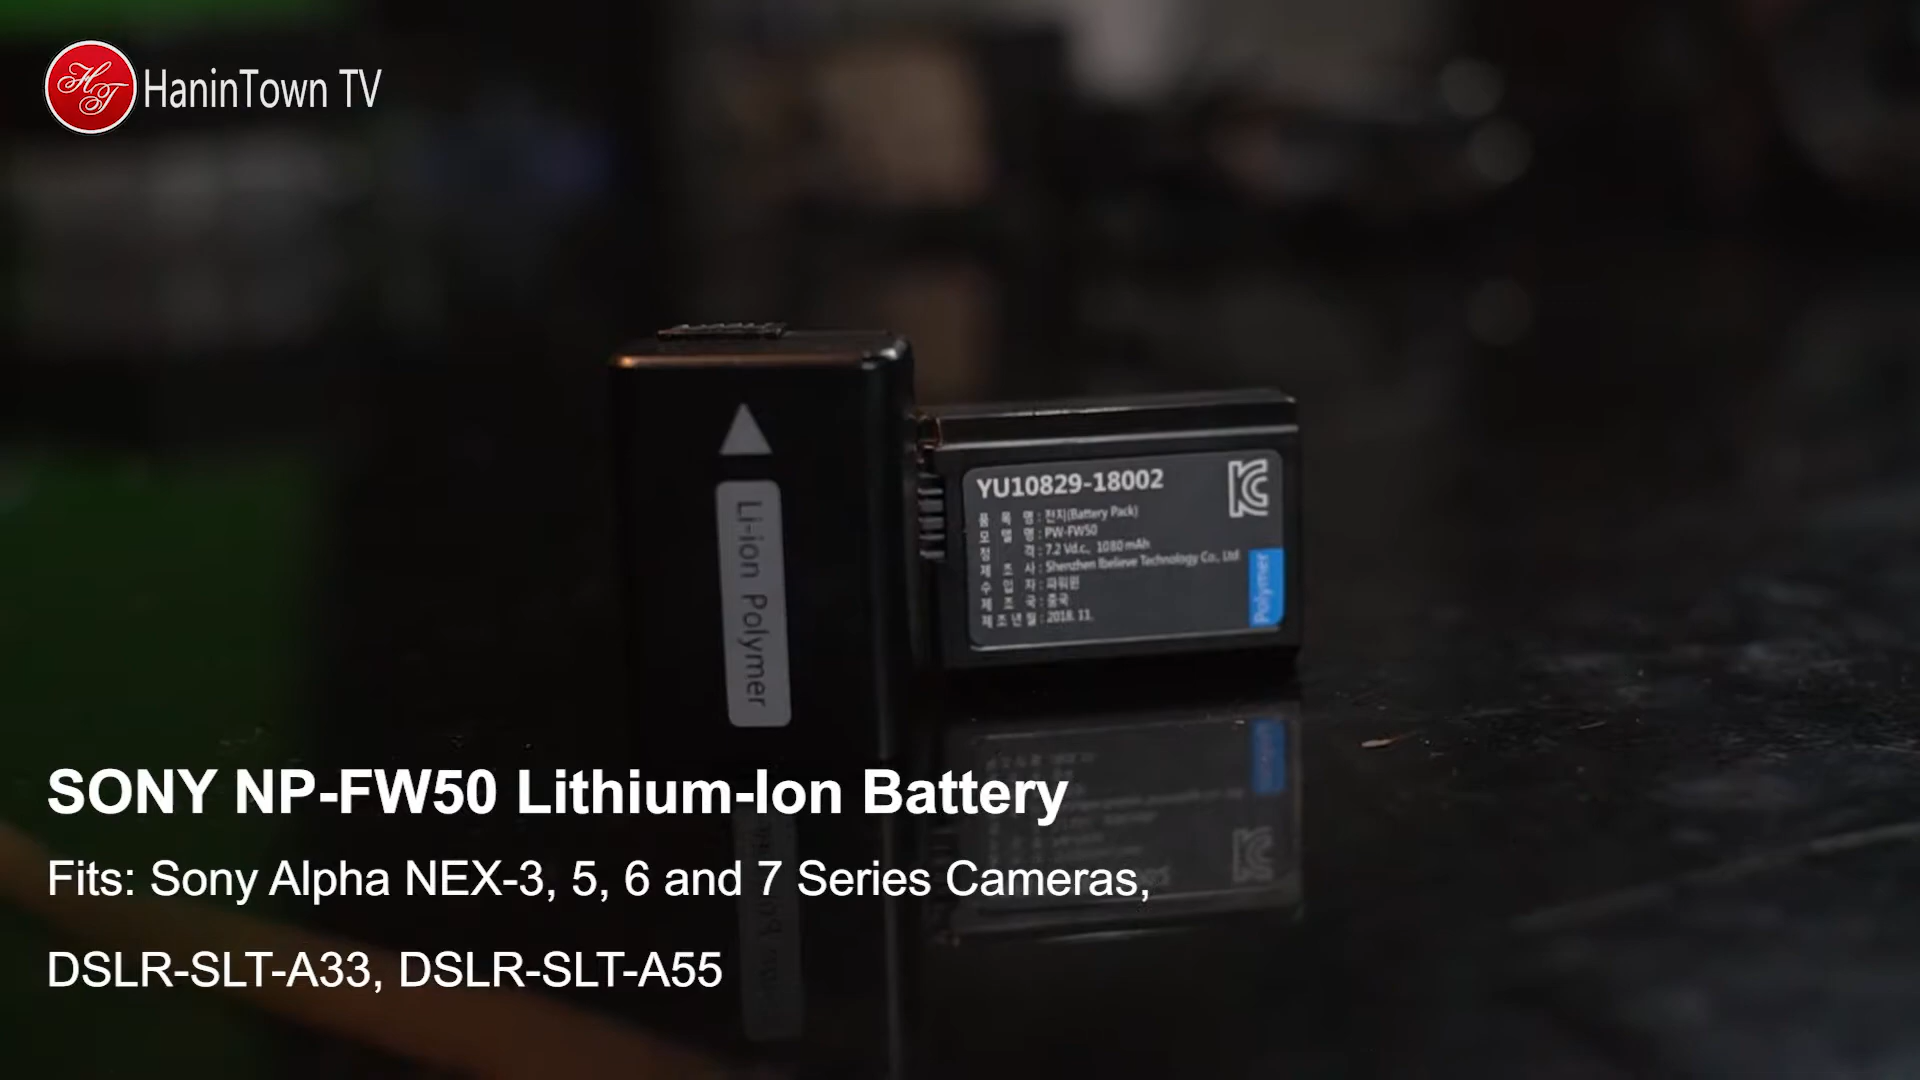 HT HaninTown TV
Li-ion Polymer
YU10829-18002
품 목 명 : 전지(Battery Pack)
모 델 명 : PW-FW50
정 격 : 7.2 Vd.c., 1080 mAh
제 조 사 : Shenzhen Ibelieve Technology Co., Ltd
수 입 자 : 파워윈
제 조 국 : 중국
제 조 년 월 : 2018. 11.
Polymer
SONY NP-FW50 Lithium-Ion Battery
Fits: Sony Alpha NEX-3, 5, 6 and 7 Series Cameras,
DSLR-SLT-A33, DSLR-SLT-A55